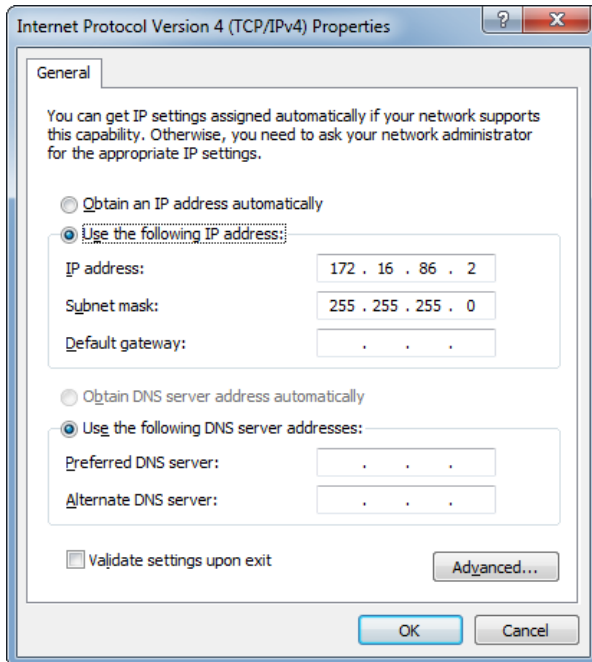 Internet Protocol Version 4 (TCP/IPv4) Properties
?
X
General
You can get IP settings assigned automatically if your network supports
this capability. Otherwise, you need to ask your network administrator
for the appropriate IP settings.
Obtain an IP address automatically
Use the following IP address:
IP address: 172 . 16 . 86 . 2
Subnet mask: 255 . 255 . 255 . 0
Default gateway: . . .
Obtain DNS server address automatically
Use the following DNS server addresses:
Preferred DNS server: . . .
Alternate DNS server: . . .
Validate settings upon exit
Advanced...
OK Cancel